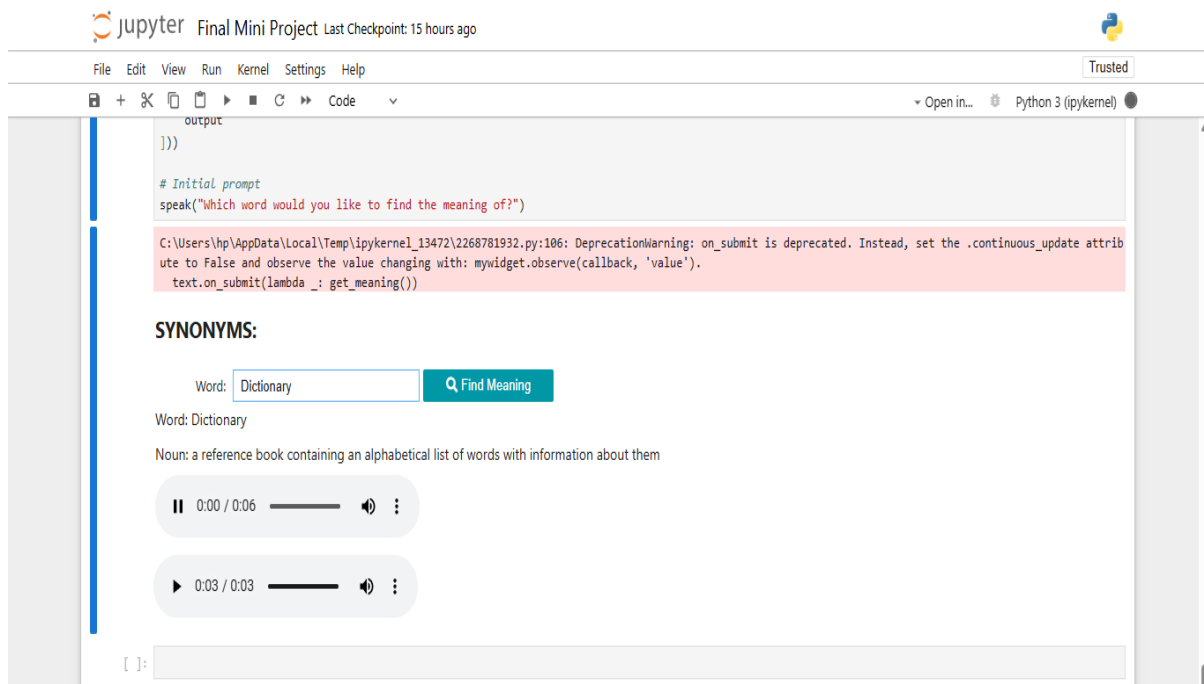 jupyter Final Mini Project Last Checkpoint: 15 hours ago
File Edit View Run Kernel Settings Help
Trusted
Code
Open in... Python 3 (ipykernel)
output
]))
# Initial prompt
speak("Which word would you like to find the meaning of?")
C:\Users\hp\AppData\Local\Temp\ipykernel_13472\2268781932.py:106: DeprecationWarning: on_submit is deprecated. Instead, set the .continuous_update attrib
ute to False and observe the value changing with: mywidget.observe(callback, 'value').
text.on_submit(lambda _: get_meaning())
SYNONYMS:
Word: Dictionary Find Meaning
Word: Dictionary
Noun: a reference book containing an alphabetical list of words with information about them
0:00 / 0:06
0:03 / 0:03
[ ]: